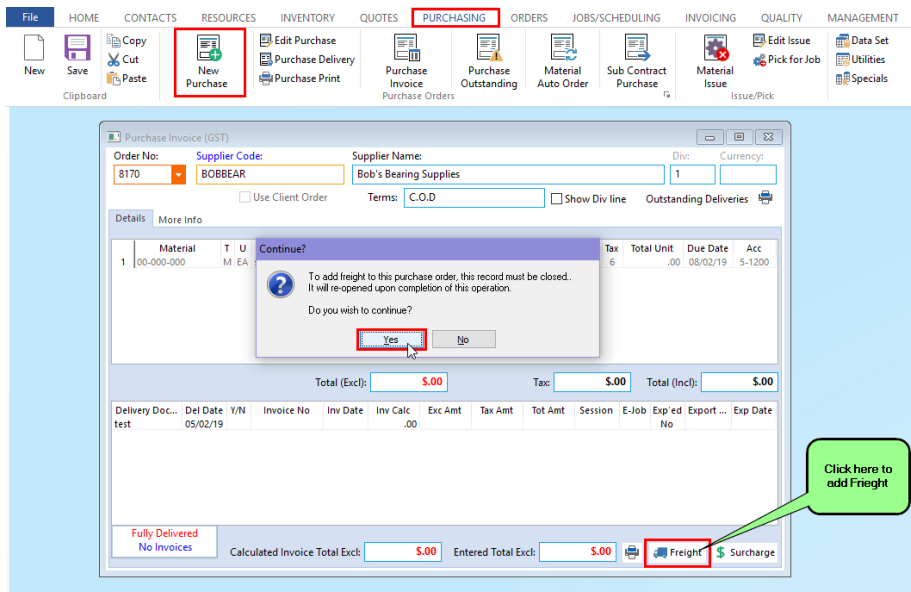 File HOME CONTACTS RESOURCES INVENTORY QUOTES PURCHASING ORDERS JOBS/SCHEDULING INVOICING QUALITY MANAGEMENT
New
Save
Copy
Cut
Paste
Clipboard
New
Purchase
Edit Purchase
Purchase Delivery
Purchase Print
Purchase
Invoice
Purchase
Outstanding
Material
Auto Order
Sub Contract
Purchase
Purchase Orders
Material
Issue
Edit Issue
Pick for Job
Issue/Pick
Data Set
Utilities
Specials
Purchase Invoice (GST)
Order No: Supplier Code: Supplier Name: Div: Currency:
8170 BOBBEAR Bob's Bearing Supplies 1
Use Client Order Terms: C.O.D Show Div line Outstanding Deliveries
Details More Info
Material T U Tax Total Unit Due Date Acc
1 00-000-000 M EA 6 .00 08/02/19 5-1200
Continue?
To add freight to this purchase order, this record must be closed..
It will re-opened upon completion of this operation.
Do you wish to continue?
Yes No
Total (Excl): $.00 Tax: $.00 Total (Incl): $.00
Delivery Doc... Del Date Y/N Invoice No Inv Date Inv Calc Exc Amt Tax Amt Tot Amt Session E-Job Exp'ed Export ... Exp Date
test 05/02/19 .00 No
Click here to
add Frieght
Fully Delivered
No Invoices
Calculated Invoice Total Excl: $.00 Entered Total Excl: $.00 Freight $ Surcharge